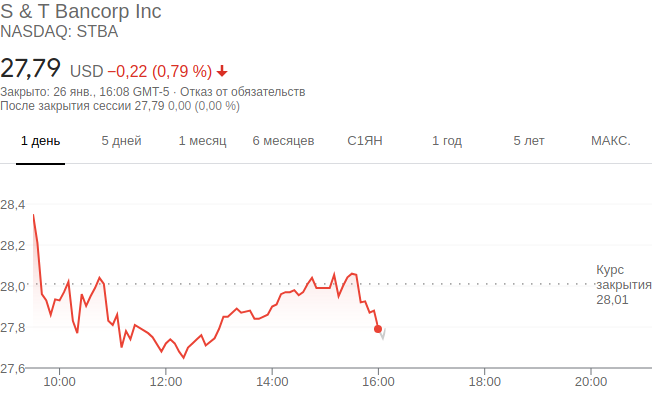 S & T Bancorp Inc
NASDAQ: STBA
27,79 USD −0,22 (0,79 %)
Закрыто: 26 янв., 16:08 GMT-5 · Отказ от обязательств
После закрытия сессии 27,79 0,00 (0,00 %)
1 день 5 дней 1 месяц 6 месяцев С1ЯН 1 год 5 лет МАКС.
28,4
28,2
28,0
27,8
27,6
Курс
закрытия
28,01
10:00 12:00 14:00 16:00 18:00 20:00